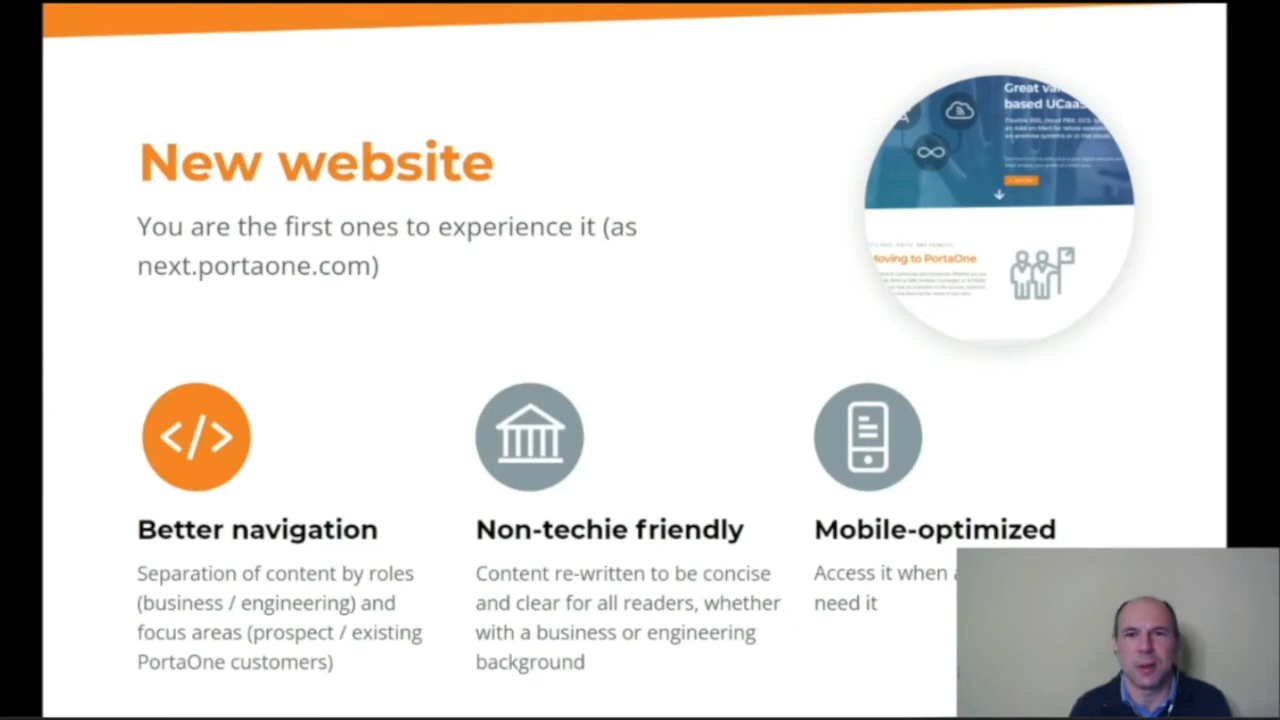 New website
You are the first ones to experience it (as
next.portaone.com)
Great
based UCaaS
Moving to PortaOne
Better navigation
Separation of content by roles
(business / engineering) and
focus areas (prospect / existing
PortaOne customers)
Non-techie friendly
Content re-written to be concise
and clear for all readers, whether
with a business or engineering
background
Mobile-optimized
Access it when
need it